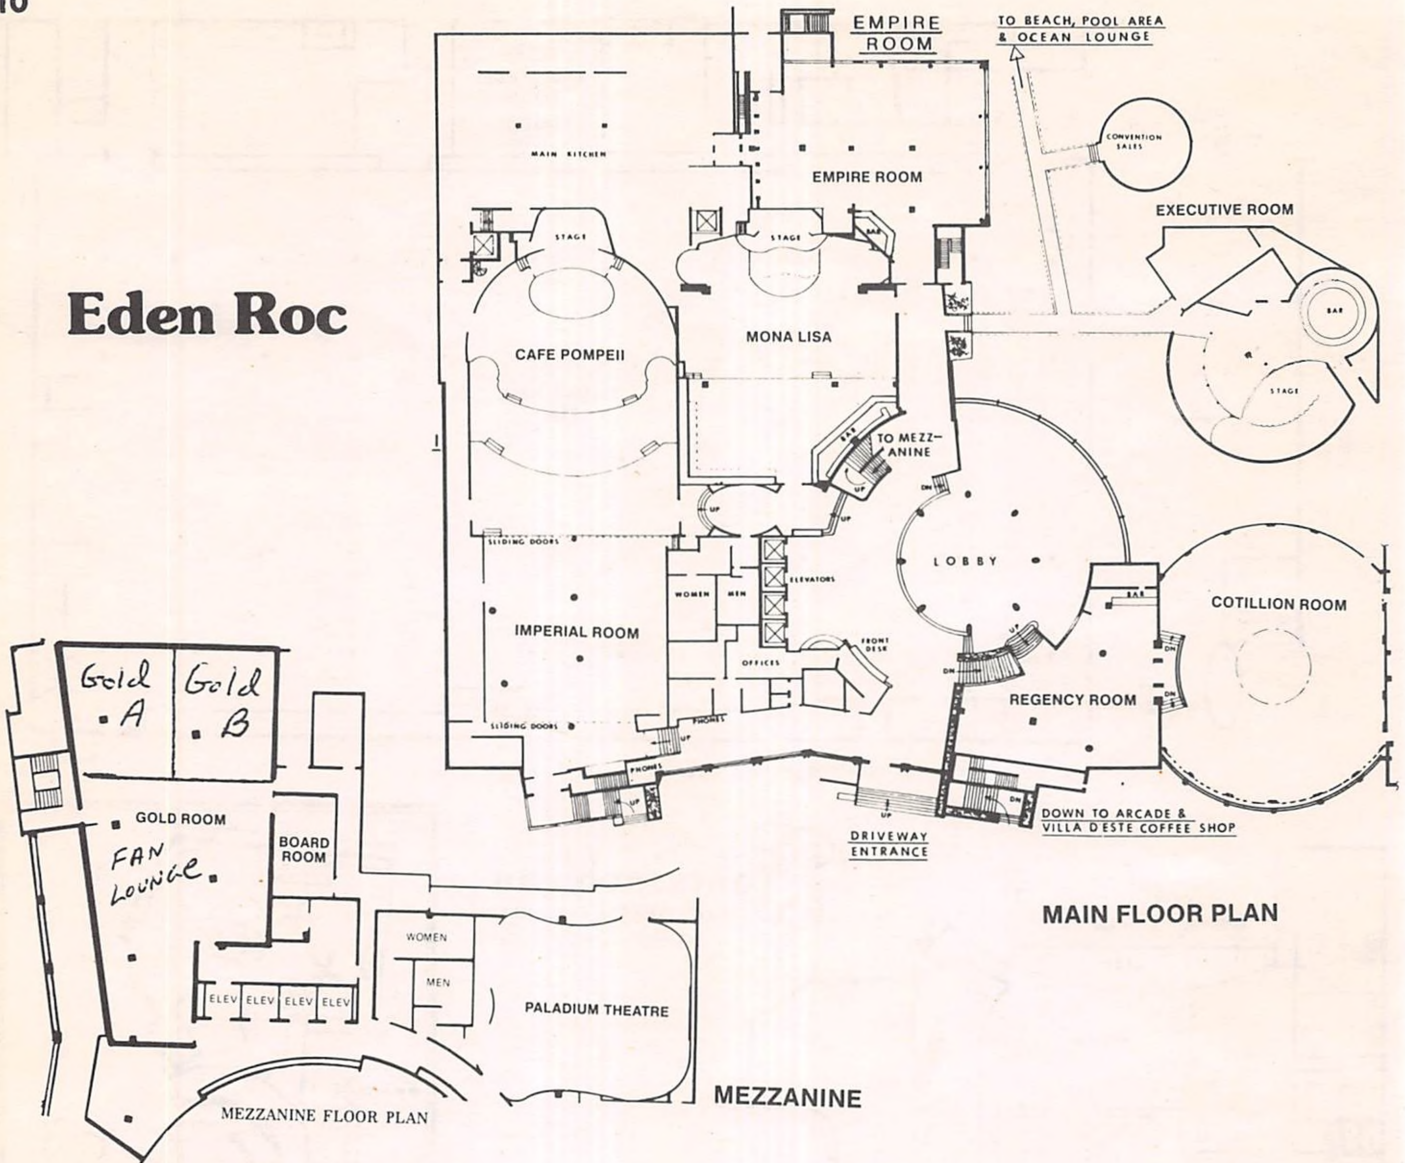 10
EMPIRE
ROOM
TO BEACH, POOL AREA
& OCEAN LOUNGE
CONVENTION
SALES
MAIN KITCHEN
EMPIRE ROOM
EXECUTIVE ROOM
STAGE
STAGE
BAR
Eden Roc
BAR
MONA LISA
CAFE POMPEII
STAGE
BAR
TO MEZZ-
ANINE
UP
DN
UP
UP
SLIDING DOORS
LOBBY
ELEVATORS
WOMEN
MEN
BAR
COTILLION ROOM
IMPERIAL ROOM
UP
FRONT
DESK
DN
OFFICES
DN
DN
REGENCY ROOM
Gold
A
Gold
B
SLIDING DOORS
PHONES
UP
PHONES
UP
DN
UP
GOLD ROOM
FAN
LOUNGE
BOARD
ROOM
DRIVEWAY
ENTRANCE
DOWN TO ARCADE &
VILLA D'ESTE COFFEE SHOP
MAIN FLOOR PLAN
WOMEN
MEN
ELEV ELEV ELEV ELEV
PALADIUM THEATRE
MEZZANINE
MEZZANINE FLOOR PLAN